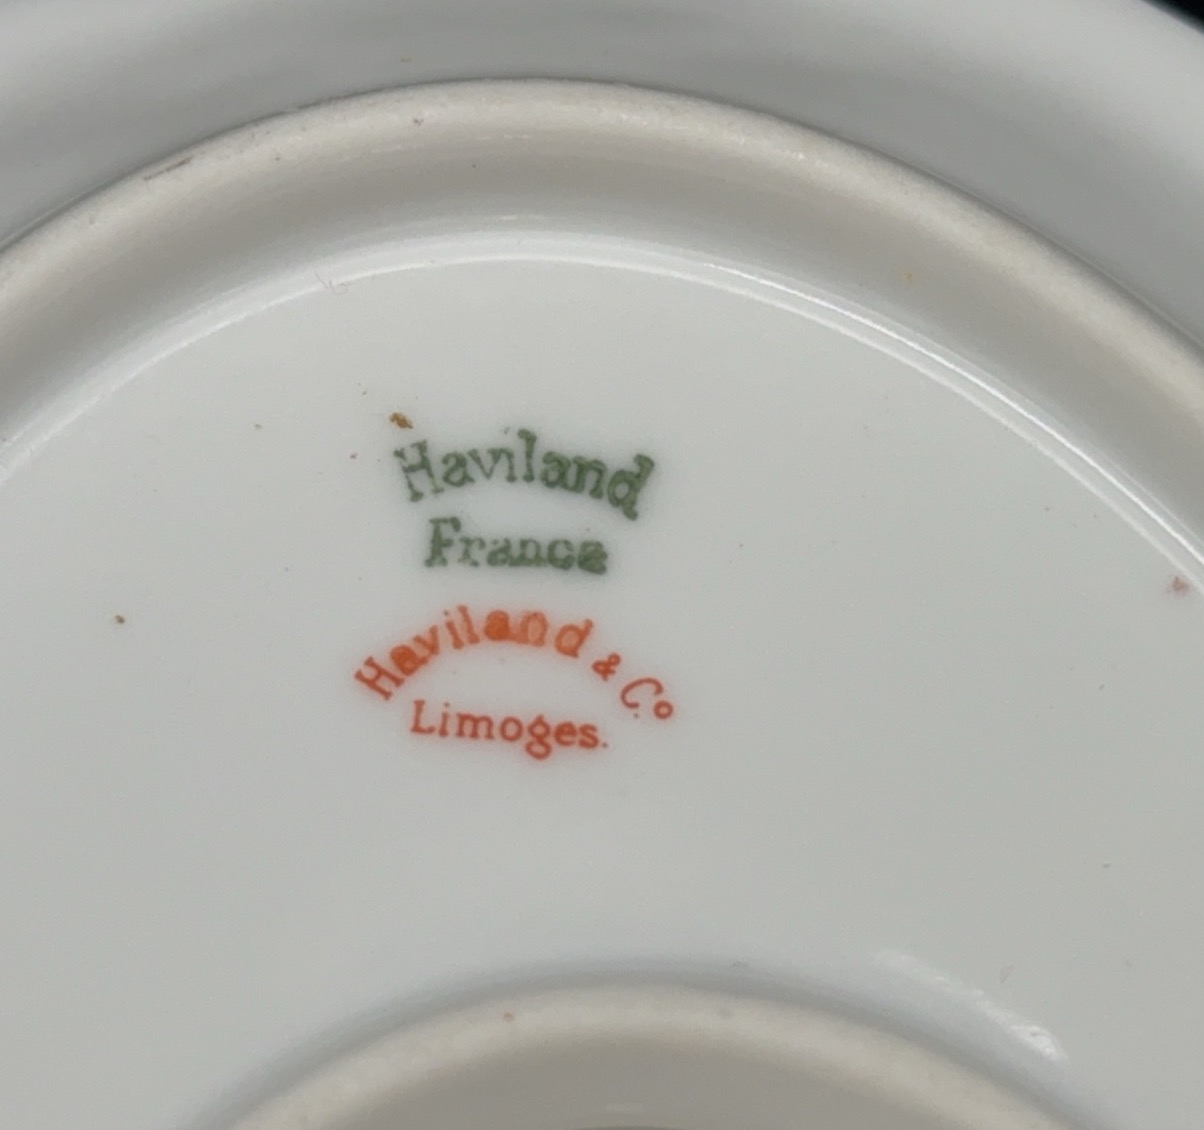 Haviland
France
Haviland & Co
Limoges.